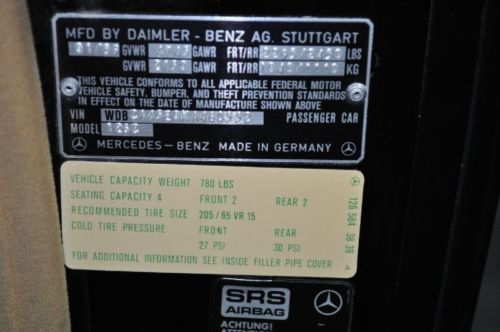 MFD BY DAIMLER-BENZ AG. STUTTGART
GVWR GAWR FRT/RR LBS
GVWR GAWR FRT/RR KG
THIS VEHICLE CONFORMS TO ALL APPLICABLE FEDERAL MOTOR
VEHICLE SAFETY, BUMPER, AND THEFT PREVENTION STANDARDS
IN EFFECT ON THE DATE OF MANUFACTURE SHOWN ABOVE.
VIN WDB PASSENGER CAR
MODEL
MERCEDES-BENZ MADE IN GERMANY
VEHICLE CAPACITY WEIGHT 780 LBS
SEATING CAPACITY 4 FRONT 2 REAR 2
RECOMMENDED TIRE SIZE 205/65 VR 15
COLD TIRE PRESSURE FRONT REAR
27 PSI 30 PSI
FOR ADDITIONAL INFORMATION SEE INSIDE FILLER PIPE COVER
126 584 38 39
SRS
AIRBAG
ACHTUNG!